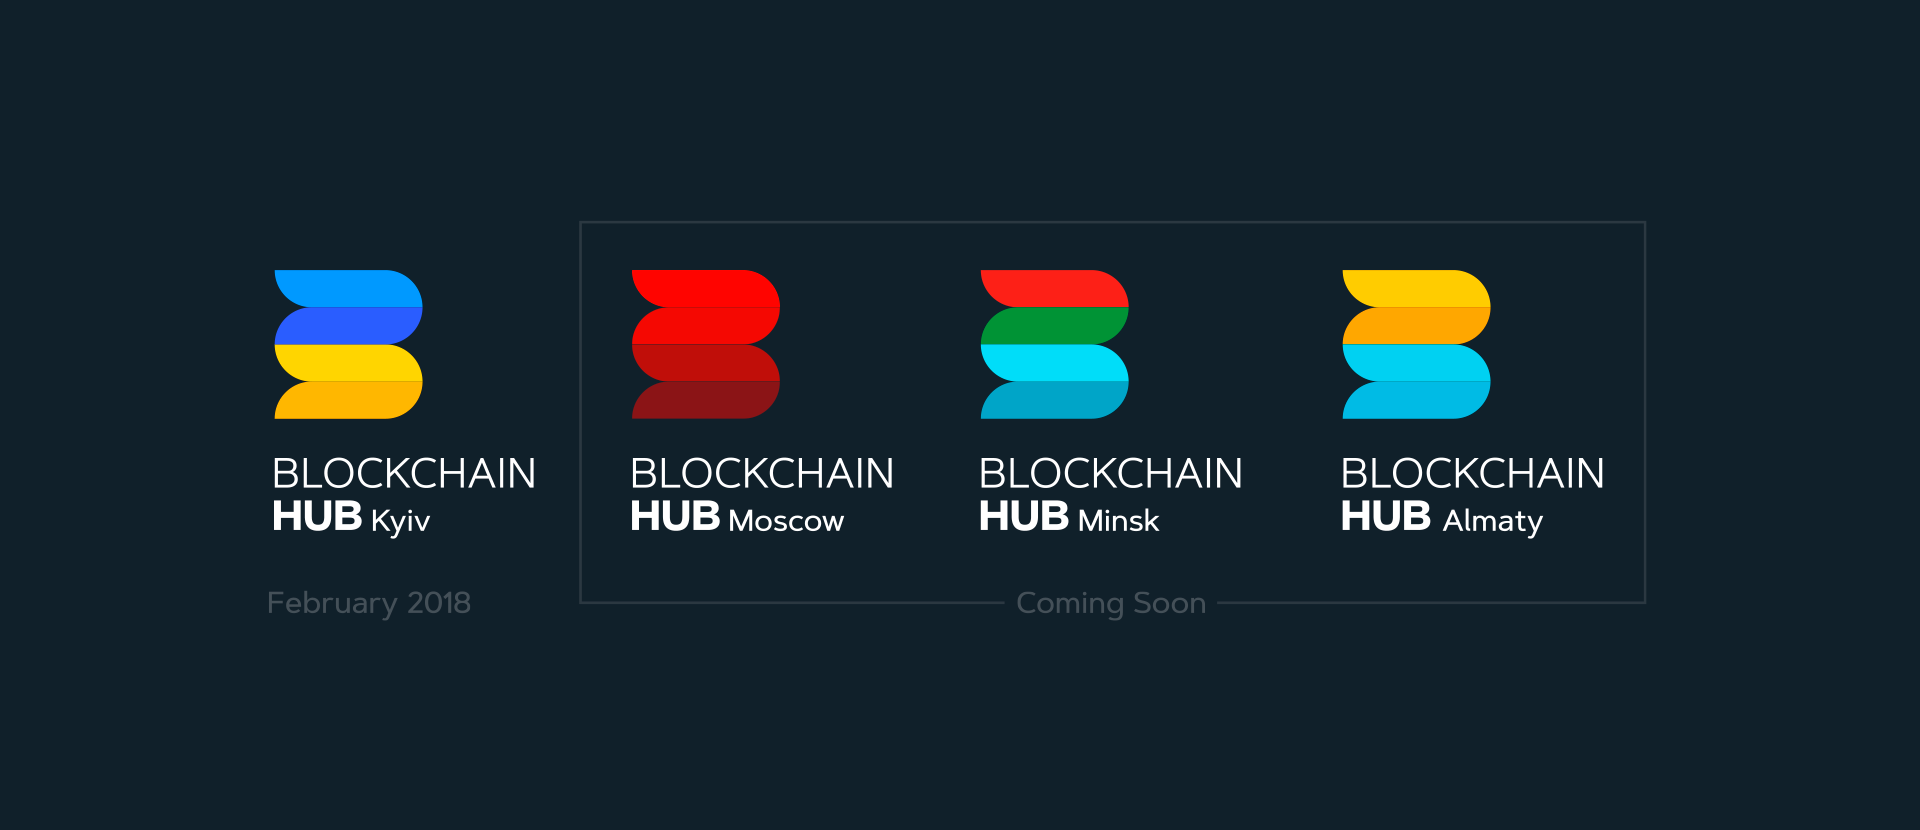 BLOCKCHAIN
HUB Kyiv
February 2018
BLOCKCHAIN
HUB Moscow
BLOCKCHAIN
HUB Minsk
BLOCKCHAIN
HUB Almaty
Coming Soon